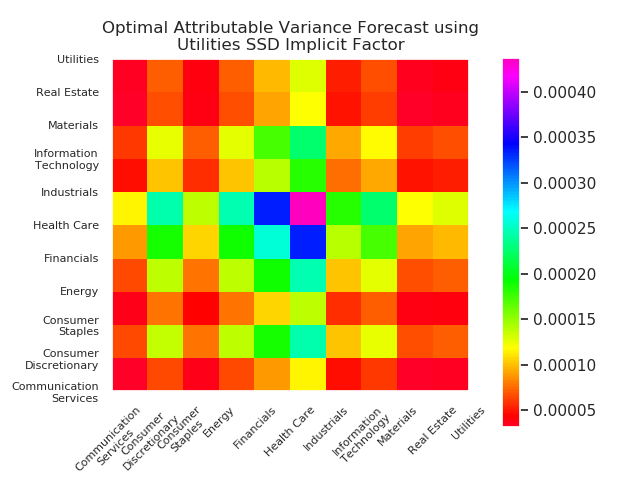 Optimal Attributable Variance Forecast using
Utilities SSD Implicit Factor
Utilities
Real Estate
Materials
Information
Technology
Industrials
Health Care
Financials
Energy
Consumer
Staples
Consumer
Discretionary
Communication
Services
Communication
Services
Consumer
Discretionary
Consumer
Staples
Energy
Financials
Health Care
Industrials
Information
Technology
Materials
Real Estate
Utilities
0.00040
0.00035
0.00030
0.00025
0.00020
0.00015
0.00010
0.00005